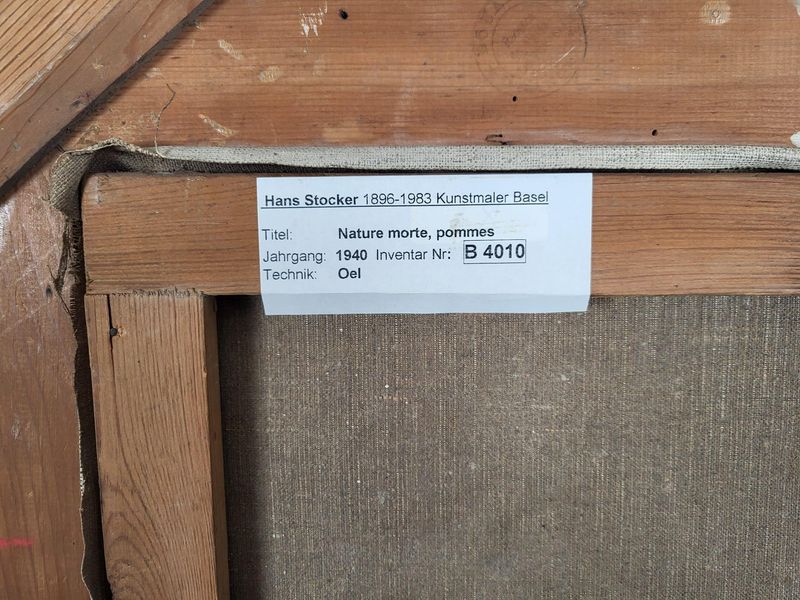 Hans Stocker 1896-1983 Kunstmaler Basel
Titel: Nature morte, pommes
Jahrgang: 1940 Inventar Nr: B 4010
Technik: Oel